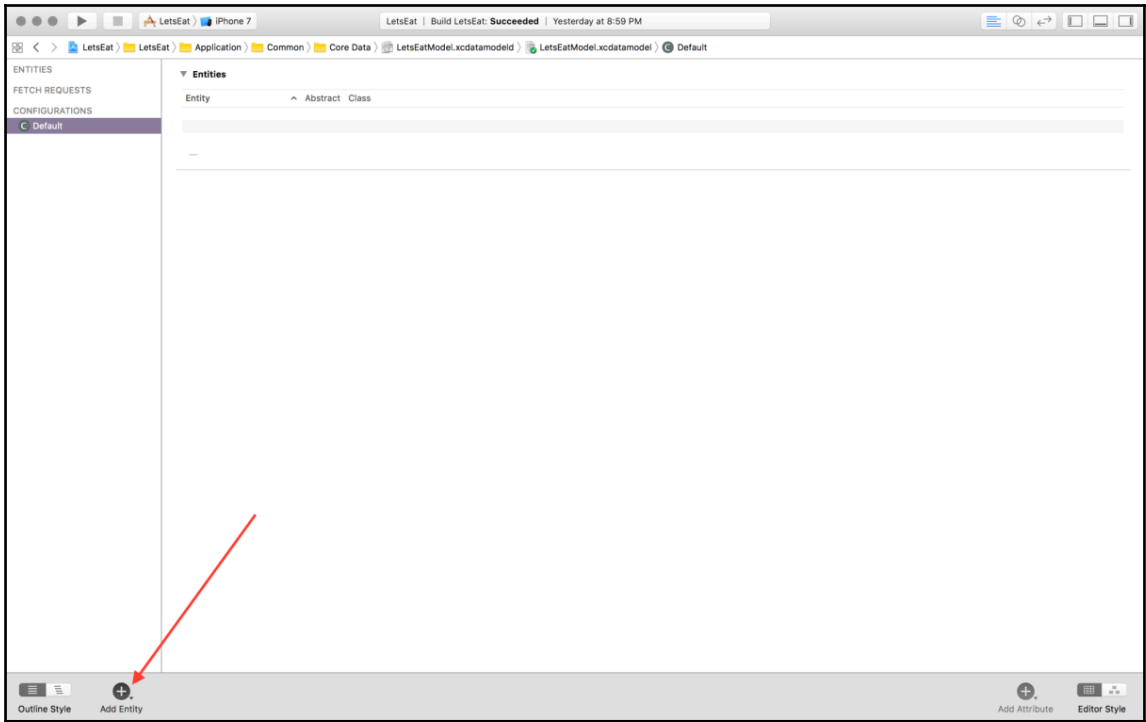 LetsEat 〉 iPhone 7
LetsEat | Build LetsEat: Succeeded | Yesterday at 8:59 PM
LetsEat 〉 LetsEat 〉 Application 〉 Common 〉 Core Data 〉 LetsEatModel.xcdatamodeld 〉 LetsEatModel.xcdatamodel 〉 C Default
ENTITIES
FETCH REQUESTS
CONFIGURATIONS
C Default
Entities
Entity Abstract Class
Outline Style Add Entity Add Attribute Editor Style